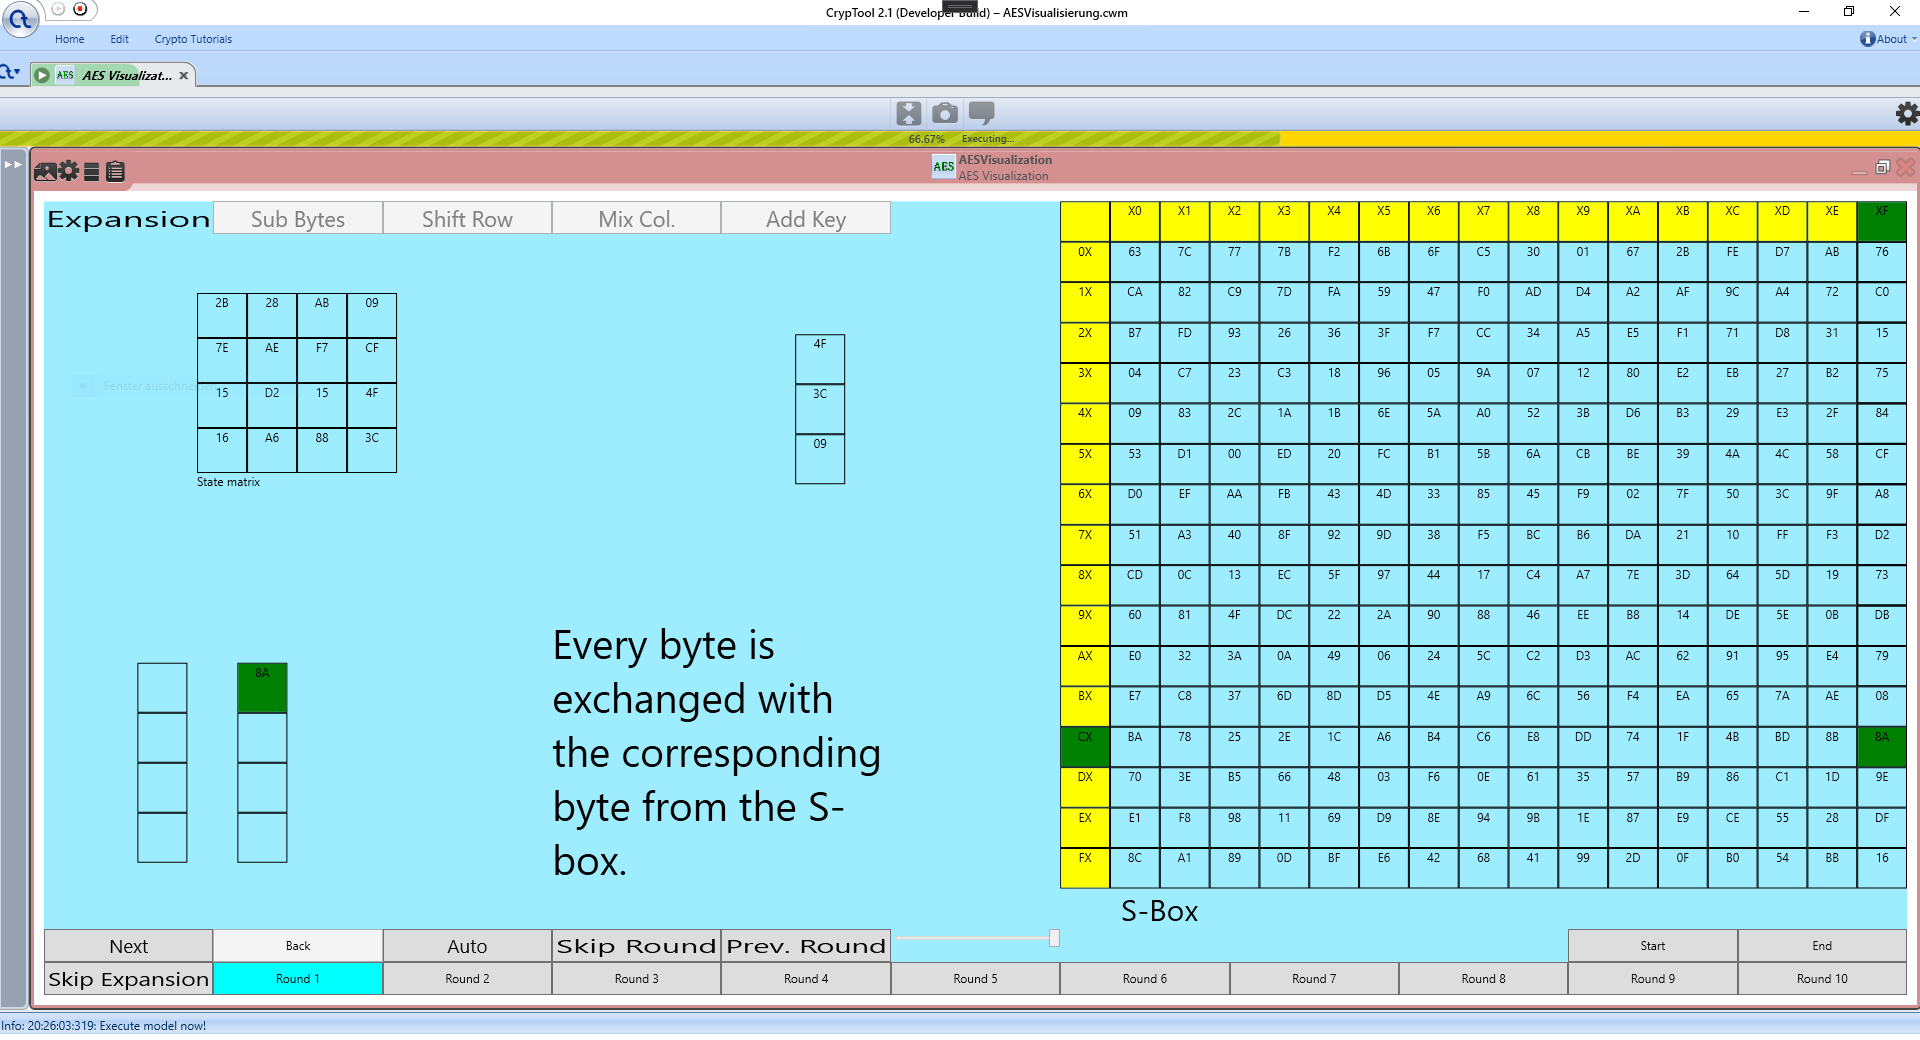 CrypTool 2.1 (Developer Build) – AESVisualisierung.cwm
Home Edit Crypto Tutorials
About
AES AES Visualizat...
66.67% Executing...
AES AESVisualization
AES Visualization
Expansion Sub Bytes Shift Row Mix Col. Add Key
2B 28 AB 09
7E AE F7 CF
15 D2 15 4F
16 A6 88 3C
State matrix
4F
3C
09
8A
Every byte is
exchanged with
the corresponding
byte from the S-
box.
X0 X1 X2 X3 X4 X5 X6 X7 X8 X9 XA XB XC XD XE XF
0X 63 7C 77 7B F2 6B 6F C5 30 01 67 2B FE D7 AB 76
1X CA 82 C9 7D FA 59 47 F0 AD D4 A2 AF 9C A4 72 C0
2X B7 FD 93 26 36 3F F7 CC 34 A5 E5 F1 71 D8 31 15
3X 04 C7 23 C3 18 96 05 9A 07 12 80 E2 EB 27 B2 75
4X 09 83 2C 1A 1B 6E 5A A0 52 3B D6 B3 29 E3 2F 84
5X 53 D1 00 ED 20 FC B1 5B 6A CB BE 39 4A 4C 58 CF
6X D0 EF AA FB 43 4D 33 85 45 F9 02 7F 50 3C 9F A8
7X 51 A3 40 8F 92 9D 38 F5 BC B6 DA 21 10 FF F3 D2
8X CD 0C 13 EC 5F 97 44 17 C4 A7 7E 3D 64 5D 19 73
9X 60 81 4F DC 22 2A 90 88 46 EE B8 14 DE 5E 0B DB
AX E0 32 3A 0A 49 06 24 5C C2 D3 AC 62 91 95 E4 79
BX E7 C8 37 6D 8D D5 4E A9 6C 56 F4 EA 65 7A AE 08
CX BA 78 25 2E 1C A6 B4 C6 E8 DD 74 1F 4B BD 8B 8A
DX 70 3E B5 66 48 03 F6 0E 61 35 57 B9 86 C1 1D 9E
EX E1 F8 98 11 69 D9 8E 94 9B 1E 87 E9 CE 55 28 DF
FX 8C A1 89 0D BF E6 42 68 41 99 2D 0F B0 54 BB 16
S-Box
Next Back Auto Skip Round Prev. Round Start End
Skip Expansion Round 1 Round 2 Round 3 Round 4 Round 5 Round 6 Round 7 Round 8 Round 9 Round 10
Info: 20:26:03:319: Execute model now!